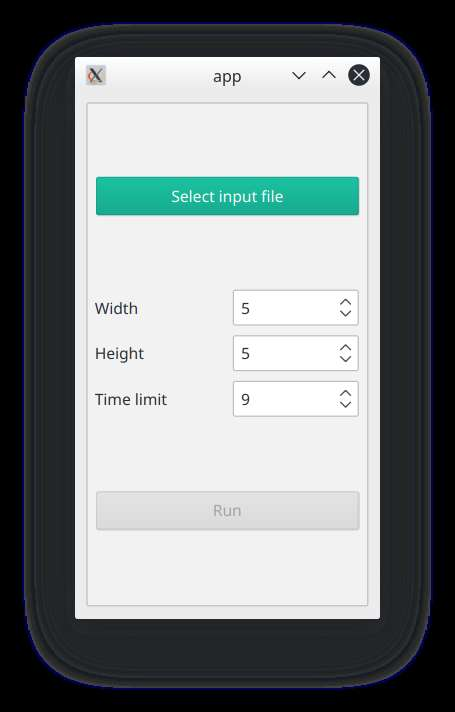 app
Select input file
Width 5
Height 5
Time limit 9
Run